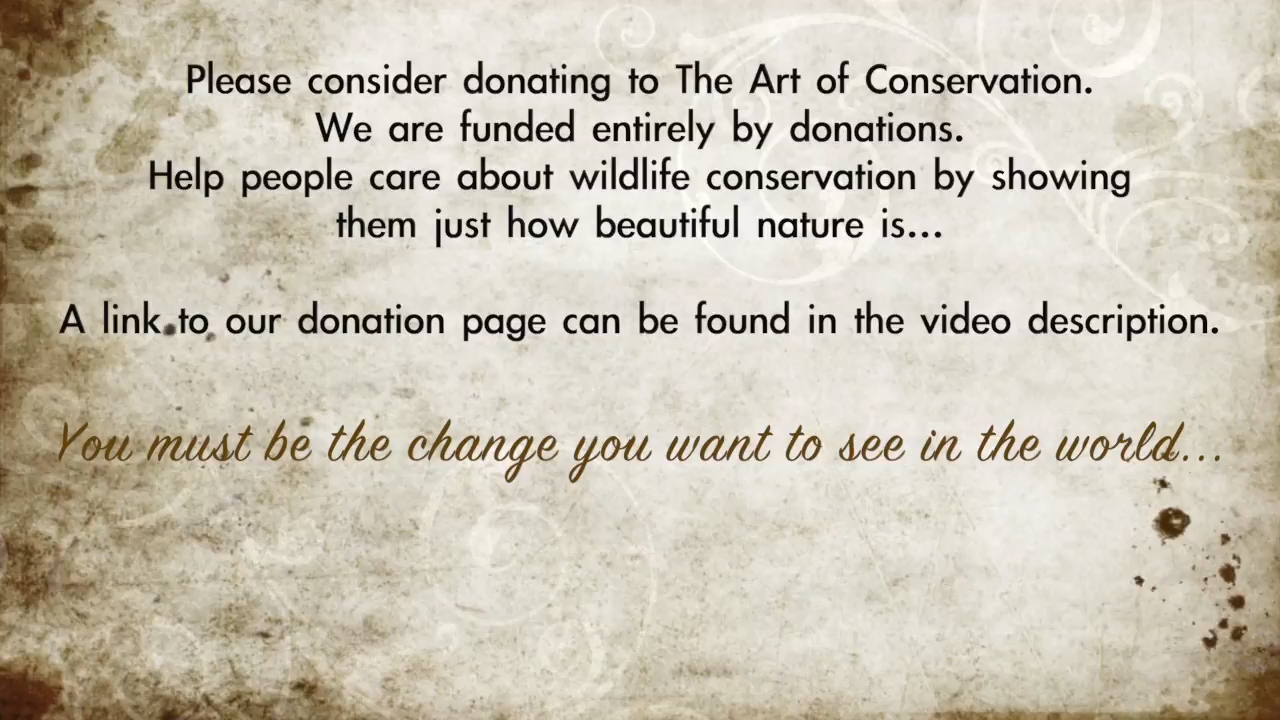 Please consider donating to The Art of Conservation.
We are funded entirely by donations.
Help people care about wildlife conservation by showing
them just how beautiful nature is...
A link to our donation page can be found in the video description.
You must be the change you want to see in the world...